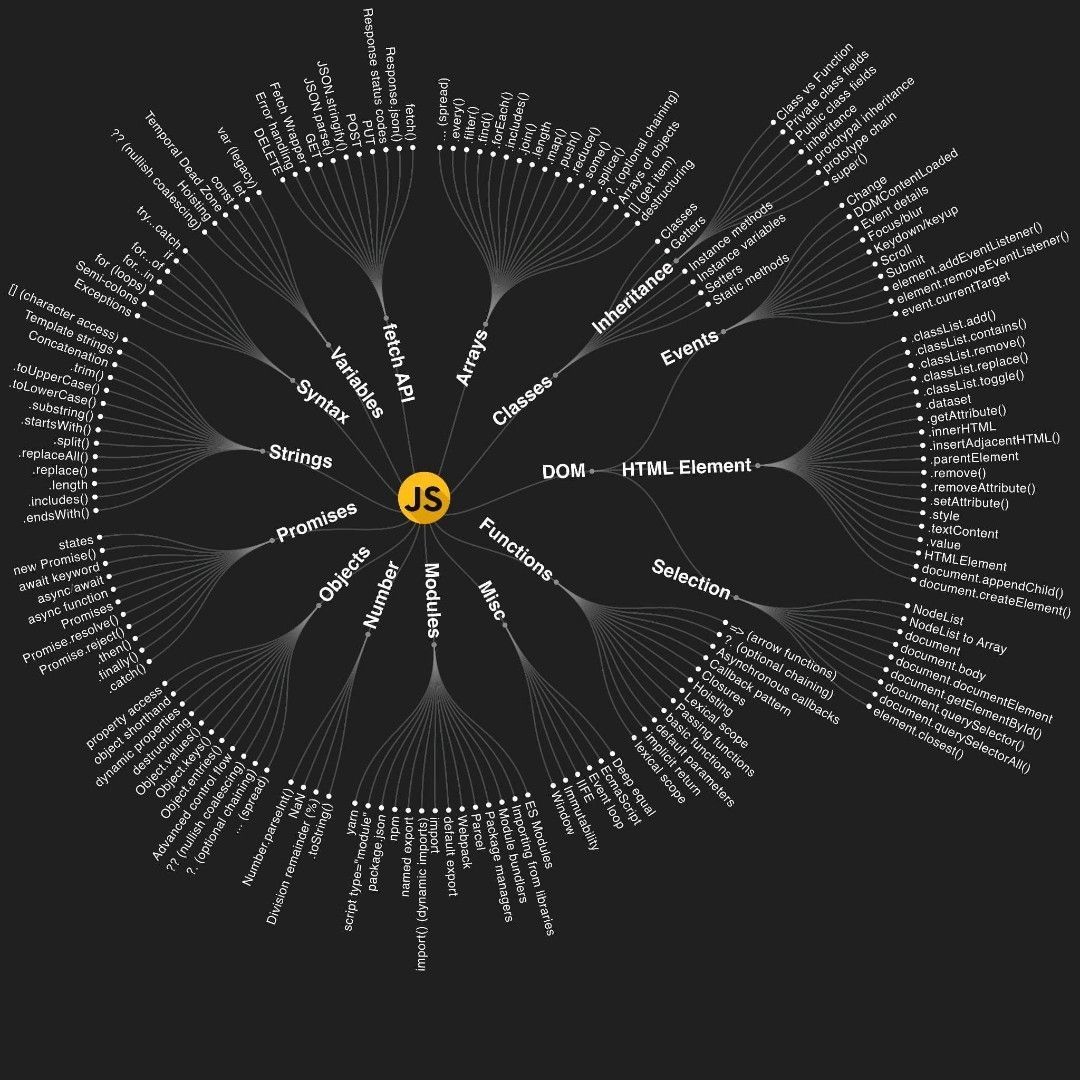 JS
fetch API
Response status codes
Response.json()
fetch()
PUT
POST
JSON.stringify()
JSON.parse()
GET
Fetch Wrapper
Error handling
DELETE
Arrays
... (spread)
.every()
.filter()
.find()
.forEach()
.includes()
.join()
.length
.map()
.push()
.reduce()
.some()
.splice()
?. (optional chaining)
Arrays of objects
[] (get item)
destructuring
Classes
Classes
Getters
Inheritance
Class vs Function
Private class fields
Public class fields
inheritance
prototypal inheritance
prototype chain
super()
Instance methods
Instance variables
Setters
Static methods
DOM
Events
Change
DOMContentLoaded
Event details
Focus/blur
Keydown/keyup
Scroll
Submit
element.addEventListener()
element.removeEventListener()
event.currentTarget
HTML Element
.classList.add()
.classList.contains()
.classList.remove()
.classList.replace()
.classList.toggle()
.dataset
.getAttribute()
.innerHTML
.insertAdjacentHTML()
.parentElement
.remove()
.removeAttribute()
.setAttribute()
.style
.textContent
.value
HTMLElement
document.appendChild()
document.createElement()
Selection
NodeList
NodeList to Array
document
document.body
document.documentElement
document.getElementById()
document.querySelector()
document.querySelectorAll()
element.closest()
Functions
=> (arrow functions)
?. (optional chaining)
Asynchronous callbacks
Callback pattern
Closures
Hoisting
Lexical scope
Passing functions
basic functions
default parameters
implicit return
lexical scope
Misc
Deep equal
EcmaScript
Event loop
IIFE
Immutability
Window
Modules
ES Modules
Importing from libraries
Module bundlers
Package managers
Parcel
Webpack
default export
import
import() (dynamic imports)
named export
npm
package.json
script type="module"
yarn
Number
.toString()
Division remainder (%)
NaN
Number.parseInt()
Objects
... (spread)
?. (optional chaining)
?? (nullish coalescing)
Advanced control flow
Object.entries()
Object.keys()
Object.values()
destructuring
dynamic properties
object shorthand
property access
Promises
.catch()
.finally()
.then()
Promise.reject()
Promise.resolve()
Promises
async function
async/await
await keyword
new Promise()
states
Strings
.endsWith()
.includes()
.length
.replace()
.replaceAll()
.split()
.startsWith()
.substring()
.toLowerCase()
.toUpperCase()
.trim()
Concatenation
Template strings
[] (character access)
Syntax
Exceptions
Semi-colons
for (loops)
for...in
for...of
if
try...catch
Variables
?? (nullish coalescing)
Hoisting
Temporal Dead Zone
const
let
var (legacy)